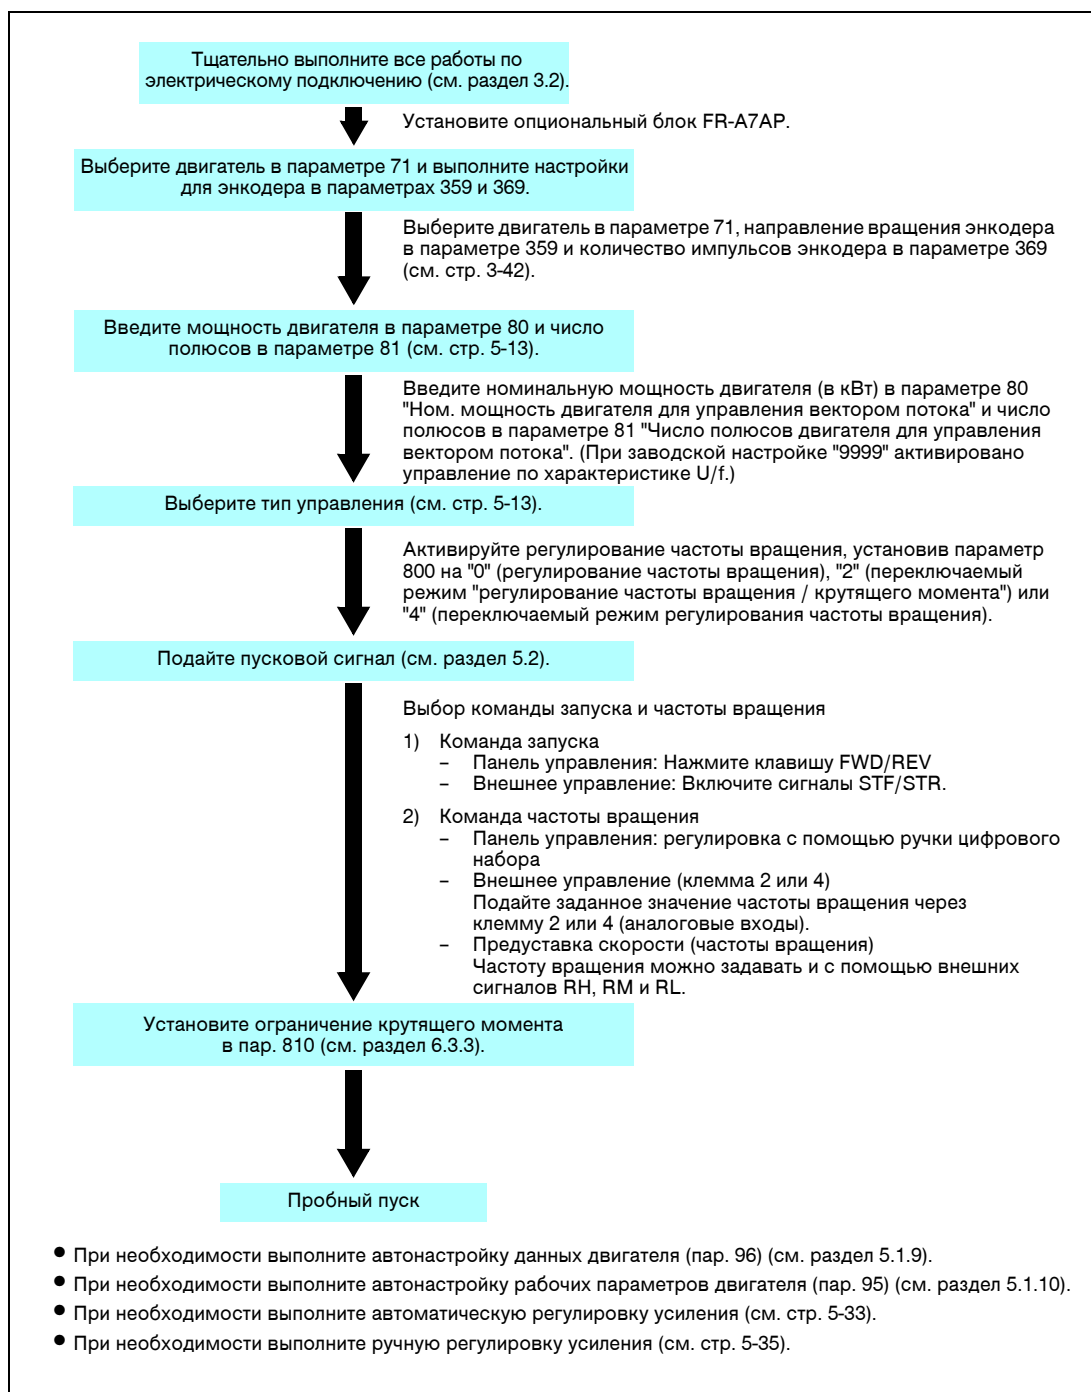 Тщательно выполните все работы по
электрическому подключению (см. раздел 3.2).
Установите опциональный блок FR-A7AP.
Выберите двигатель в параметре 71 и выполните настройки
для энкодера в параметрах 359 и 369.
Выберите двигатель в параметре 71, направление вращения энкодера
в параметре 359 и количество импульсов энкодера в параметре 369
(см. стр. 3-42).
Введите мощность двигателя в параметре 80 и число
полюсов в параметре 81 (см. стр. 5-13).
Введите номинальную мощность двигателя (в кВт) в параметре 80
"Ном. мощность двигателя для управления вектором потока" и число
полюсов в параметре 81 "Число полюсов двигателя для управления
вектором потока". (При заводской настройке "9999" активировано
управление по характеристике U/f.)
Выберите тип управления (см. стр. 5-13).
Активируйте регулирование частоты вращения, установив параметр
800 на "0" (регулирование частоты вращения), "2" (переключаемый
режим "регулирование частоты вращения / крутящего момента") или
"4" (переключаемый режим регулирования частоты вращения).
Подайте пусковой сигнал (см. раздел 5.2).
Выбор команды запуска и частоты вращения
1) Команда запуска
– Панель управления: Нажмите клавишу FWD/REV
– Внешнее управление: Включите сигналы STF/STR.
2) Команда частоты вращения
– Панель управления: регулировка с помощью ручки цифрового
набора
– Внешнее управление (клемма 2 или 4)
Подайте заданное значение частоты вращения через
клемму 2 или 4 (аналоговые входы).
– Предуставка скорости (частоты вращения)
Частоту вращения можно задавать и с помощью внешних
сигналов RH, RM и RL.
Установите ограничение крутящего момента
в пар. 810 (см. раздел 6.3.3).
Пробный пуск
● При необходимости выполните автонастройку данных двигателя (пар. 96) (см. раздел 5.1.9).
● При необходимости выполните автонастройку рабочих параметров двигателя (пар. 95) (см. раздел 5.1.10).
● При необходимости выполните автоматическую регулировку усиления (см. стр. 5-33).
● При необходимости выполните ручную регулировку усиления (см. стр. 5-35).